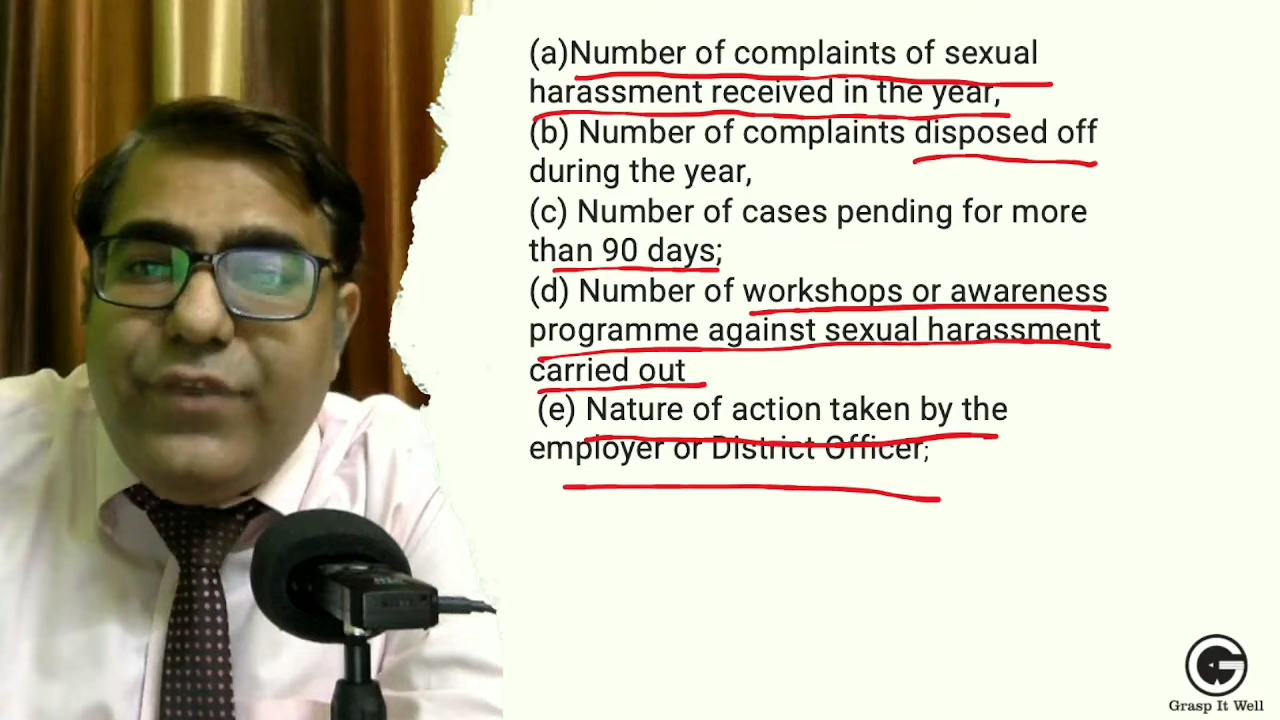 (a)Number of complaints of sexual
harassment received in the year,
(b) Number of complaints disposed off
during the year,
(c) Number of cases pending for more
than 90 days;
(d) Number of workshops or awareness
programme against sexual harassment
carried out
(e) Nature of action taken by the
employer or District Officer;
Grasp It Well